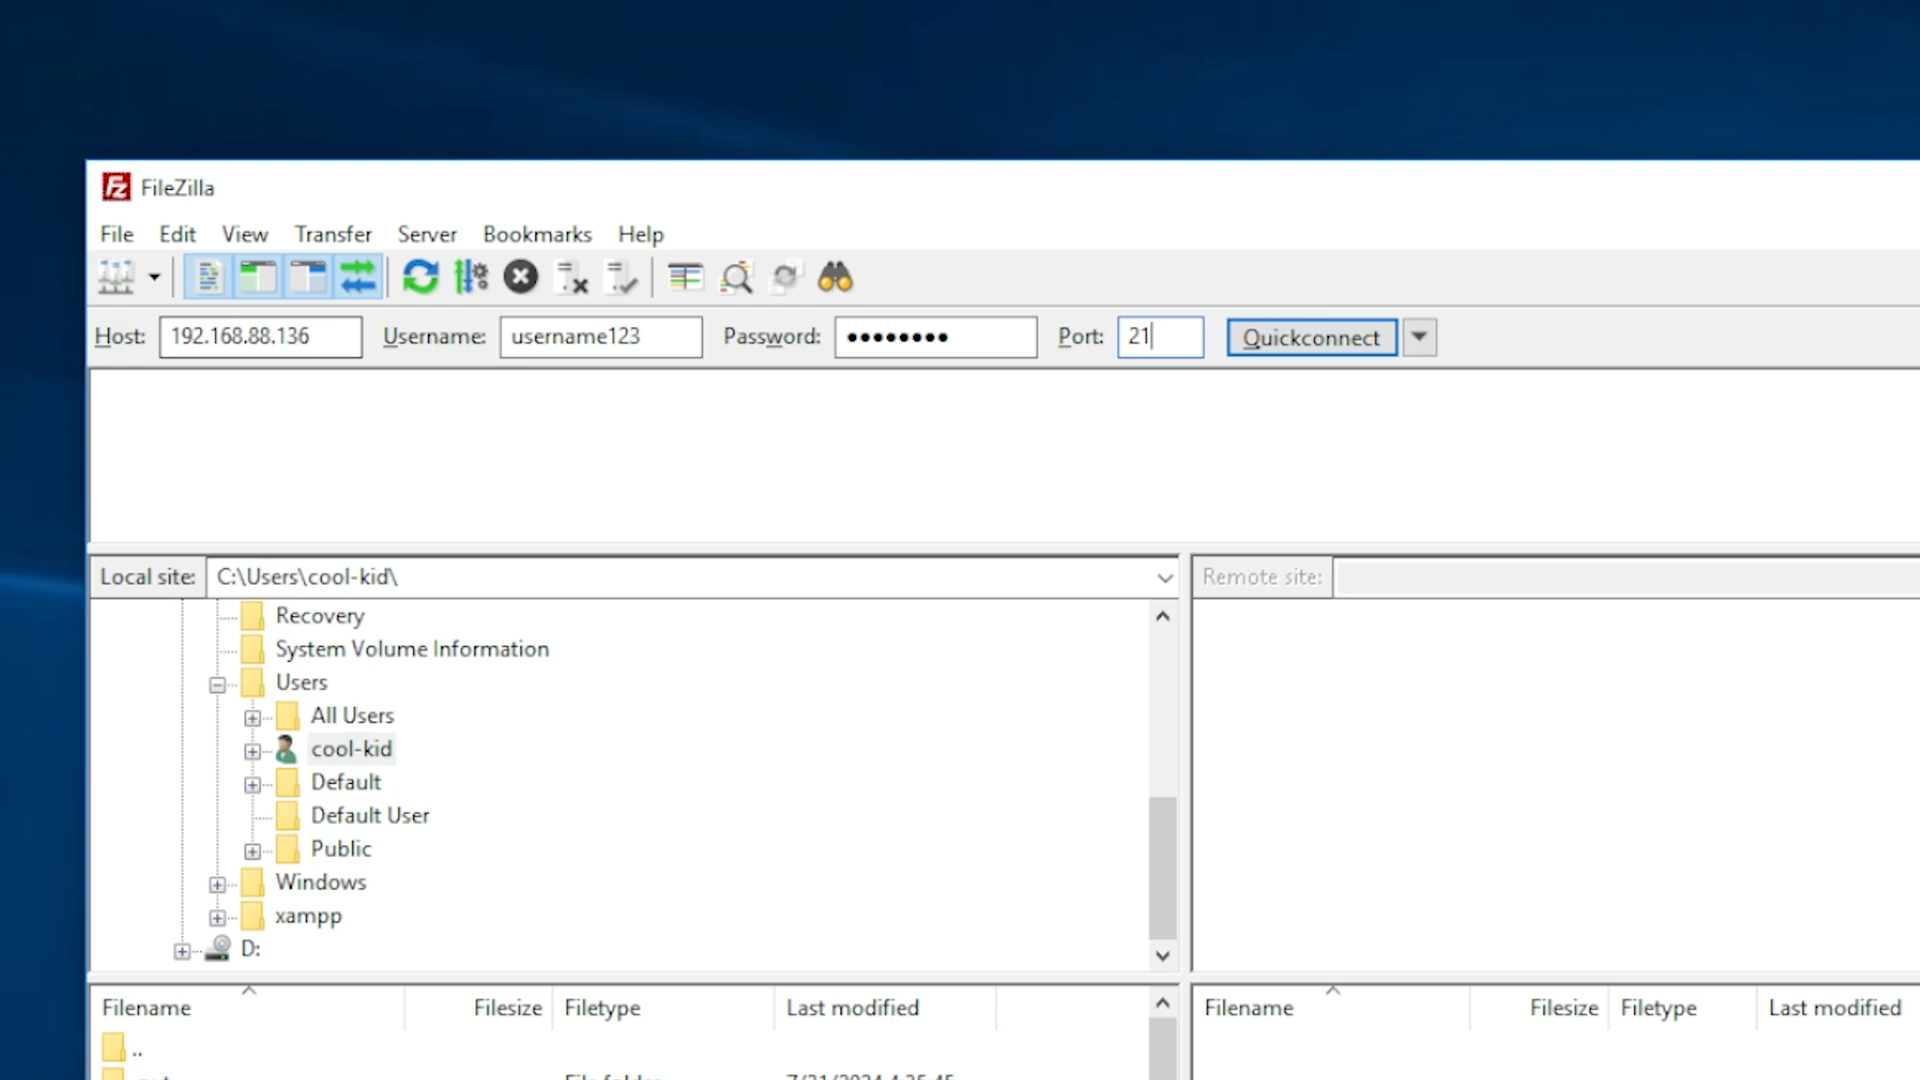 FileZilla
File Edit View Transfer Server Bookmarks Help
Host: 192.168.88.136 Username: username123 Password: ●●●●●●●● Port: 21 Quickconnect
Local site: C:\Users\cool-kid\
Remote site:
Recovery
System Volume Information
Users
All Users
cool-kid
Default
Default User
Public
Windows
xampp
D:
Filename Filesize Filetype Last modified
Filename Filesize Filetype Last modified
..
File folder